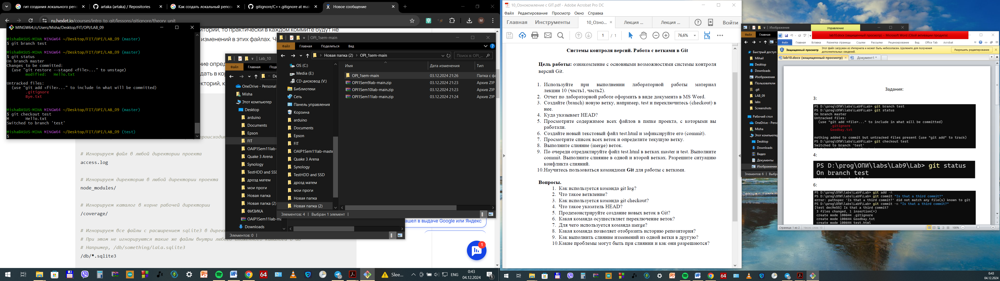 гит создания локального репо
artaka (artaka) / Repositories
Как создать локальный репоз
gitignore/C++.gitignore at mai
Новое сообщение
ru.hexlet.io/courses/intro_to_git/lessons/gitignore/theory_unit
MINGW64:/c/Users/Misha/Desktop/FIT/OPI/LAB_09
Misha@ASUS-MIHA MINGW64 ~/Desktop/FIT/OPI/LAB_09 (master)
$ git branch test
Misha@ASUS-MIHA MINGW64 ~/Desktop/FIT/OPI/LAB_09 (master)
$ git status
On branch master
Changes to be committed:
(use "git restore --staged <file>..." to unstage)
modified:   Hello.txt
Untracked files:
(use "git add <file>..." to include in what will be committed)
.gitignore
Bye.txt
Misha@ASUS-MIHA MINGW64 ~/Desktop/FIT/OPI/LAB_09 (master)
$ git checkout test
M       Hello.txt
Switched to branch 'test'
Misha@ASUS-MIHA MINGW64 ~/Desktop/FIT/OPI/LAB_09 (test)
$
итории, то практически в каждом коммите будут не
изменений в этих файлах. Ч
ние опред
дать в кор
екторий, к
роисходит
# Игнорируем файл в любой директории проекта
access.log
# Игнорируем директорию в любой директории проекта
node_modules/
# Игнорируем каталог в корне рабочей директории
/coverage/
# Игнорируем все файлы с расширением sqlite3 в директ
# При этом не игнорируются такие же файлы внутри любого вложенного каталога в db
# Например, /db/something/lala.sqlite3
/db/*.sqlite3
ашел в выдаче Google или Яндекс
1
Lab_10
Файл
Главная
Поде
De
OneDrive - Personal
Misha
Этот компьютер
Desktop
arduino
Documents
Epson
FIT
OAIP1Sem11lab-
Quake 3 Arena
Synology
TestHDD and SSD
дрозд матем
мои проги
Новая папка
Новая папка (2)
ФИЗИКА
OAIP1Sem11lab-ma
Downloads
Элементов: 0
OPI_1sem-main
Файл
Главная
Поделиться
Вид
Новая папка (2)
OPI_1sem-main
Поиск в: OPI_...
OS (C:)
Media (E:)
CD-дисковод (V:)
Библиотеки
Сеть
Панель управления
Корзина
arduino
Documents
Epson
FIT
OAIP1Sem11lab-maste
Quake 3 Arena
Synology
TestHDD and SSD
дрозд матем
мои проги
Новая папка
Новая папка (2)
Имя
Дата изменения
Тип
OPI_1sem-main 03.12.2024 21:26 Папка с фа
OPI1Sem9lab-main.zip 03.12.2024 21:23 Архив ZIP
OPI1Sem10lab-main.zip 03.12.2024 21:23 Архив ZIP
OPI1Sem11lab-main.zip 03.12.2024 21:24 Архив ZIP
Элементов: 4
Выбран 1 элемент
10_Ознокомление с GIT.pdf - Adobe Acrobat Pro DC
Файл Редактирование Просмотр Окно Справка
Главная
Инструменты
10_Озно...
Лекция ...
Лекция ...
Войти
1 / 1
76,6%
Системы контроля версий. Работа с ветками в Git
Цель работы: ознакомление с основными возможностями системы контроля
версий Git.
1. Используйте при выполнении лабораторной работы материал
лекции 10 (часть1, часть2).
2. Отчет по лабораторной работе оформить в виде документа в MS Word.
3. Создайте (branch) новую ветку, например, test и переключитесь (checkout) в
нее.
4. Куда указывает HEAD?
5. Просмотрите содержимое всех файлов в папке проекта, с которыми вы
работали.
6. Создайте новый текстовый файл test.html и зафиксируйте его (commit).
7. Просмотрите список всех веток и определите текущую ветку.
8. Выполните слияние (merge) веток.
9. По очереди отредактируйте файл test.html в ветках master и test. Выполните
commit. Выполните слияние в одной и второй ветках. Разрешите ситуацию
конфликта слияний.
10.Научитесь пользоваться командами Git для работы с ветками.
Вопросы.
1. Как используется команда git log?
2. Что такое ветвление?
3. Как используется команда git checkout?
4. Что такое указатель HEAD?
5. Продемонстрируйте создание новых веток в Git?
6. Какая команда осуществляет переключение веток?
7. Для чего используется команда merge?
8. Какая команда позволяет отобразить историю репозитория?
9. Как выполнить слияние изменений из одной ветки в другую?
10.Какие проблемы могут быть при слиянии и как они разрешаются?
Изображения
Управление
Файл
Главная
Быстрый доступ
Mihail
Desktop
Downloads
Изображения
Пользователи
.git
LAB_09
labs
Screenshots
Рабочий стол
OneDrive - Perso
Misha
Этот компьютер
Desktop
Downloads
Видео
Документы
Изображения
Элементов: 6
Выбра
lab10.docx (защищенный просмотр) - Microsoft Word (Сбой активации продукта)
Файл Главная Вставка Разметка страницы Ссылки Рассылки Рецензирование Вид Office Tab Acrobat
Защищенный просмотр
Этот файл загружен из Интернета и может быть небезопасен. Щелкните для получения
дополнительных сведений.
Разрешить редактирование
lab10.docx (защищенный просмотр)
Документ1 *
Задания:
3:
PS D:\prog\ОПИ\labs\Lab9\Lab> git branch test
PS D:\prog\ОПИ\labs\Lab9\Lab> git status
On branch master
Untracked files:
(use "git add <file>..." to include in what will be committed)
.gitignore
Goodbay.txt
nothing added to commit but untracked files present (use "git add" to track)
PS D:\prog\ОПИ\labs\Lab9\Lab> git checkout test
Switched to branch 'test'
4:
PS D:\prog\ОПИ\labs\Lab9\Lab> git status
On branch test
6:
PS D:\prog\ОПИ\labs\Lab9\Lab> git add -A
PS D:\prog\ОПИ\labs\Lab9\Lab> git commit "Is that a third commit?"
error: pathspec 'Is that a third commit?' did not match any file(s) known to git
PS D:\prog\ОПИ\labs\Lab9\Lab> git commit -m "Is that a third commit?"
[test dec9e55] Is that a third commit?
3 files changed, 1 insertion(+)
create mode 100644 .gitignore
create mode 100644 Goodbay.txt
create mode 100644 test.html
Страница: 1 из 2
Число слов: 10
100%
64
22
Slee...
ENG
0:43
04.12.2024
1
64
22
0:43
04.12.2024